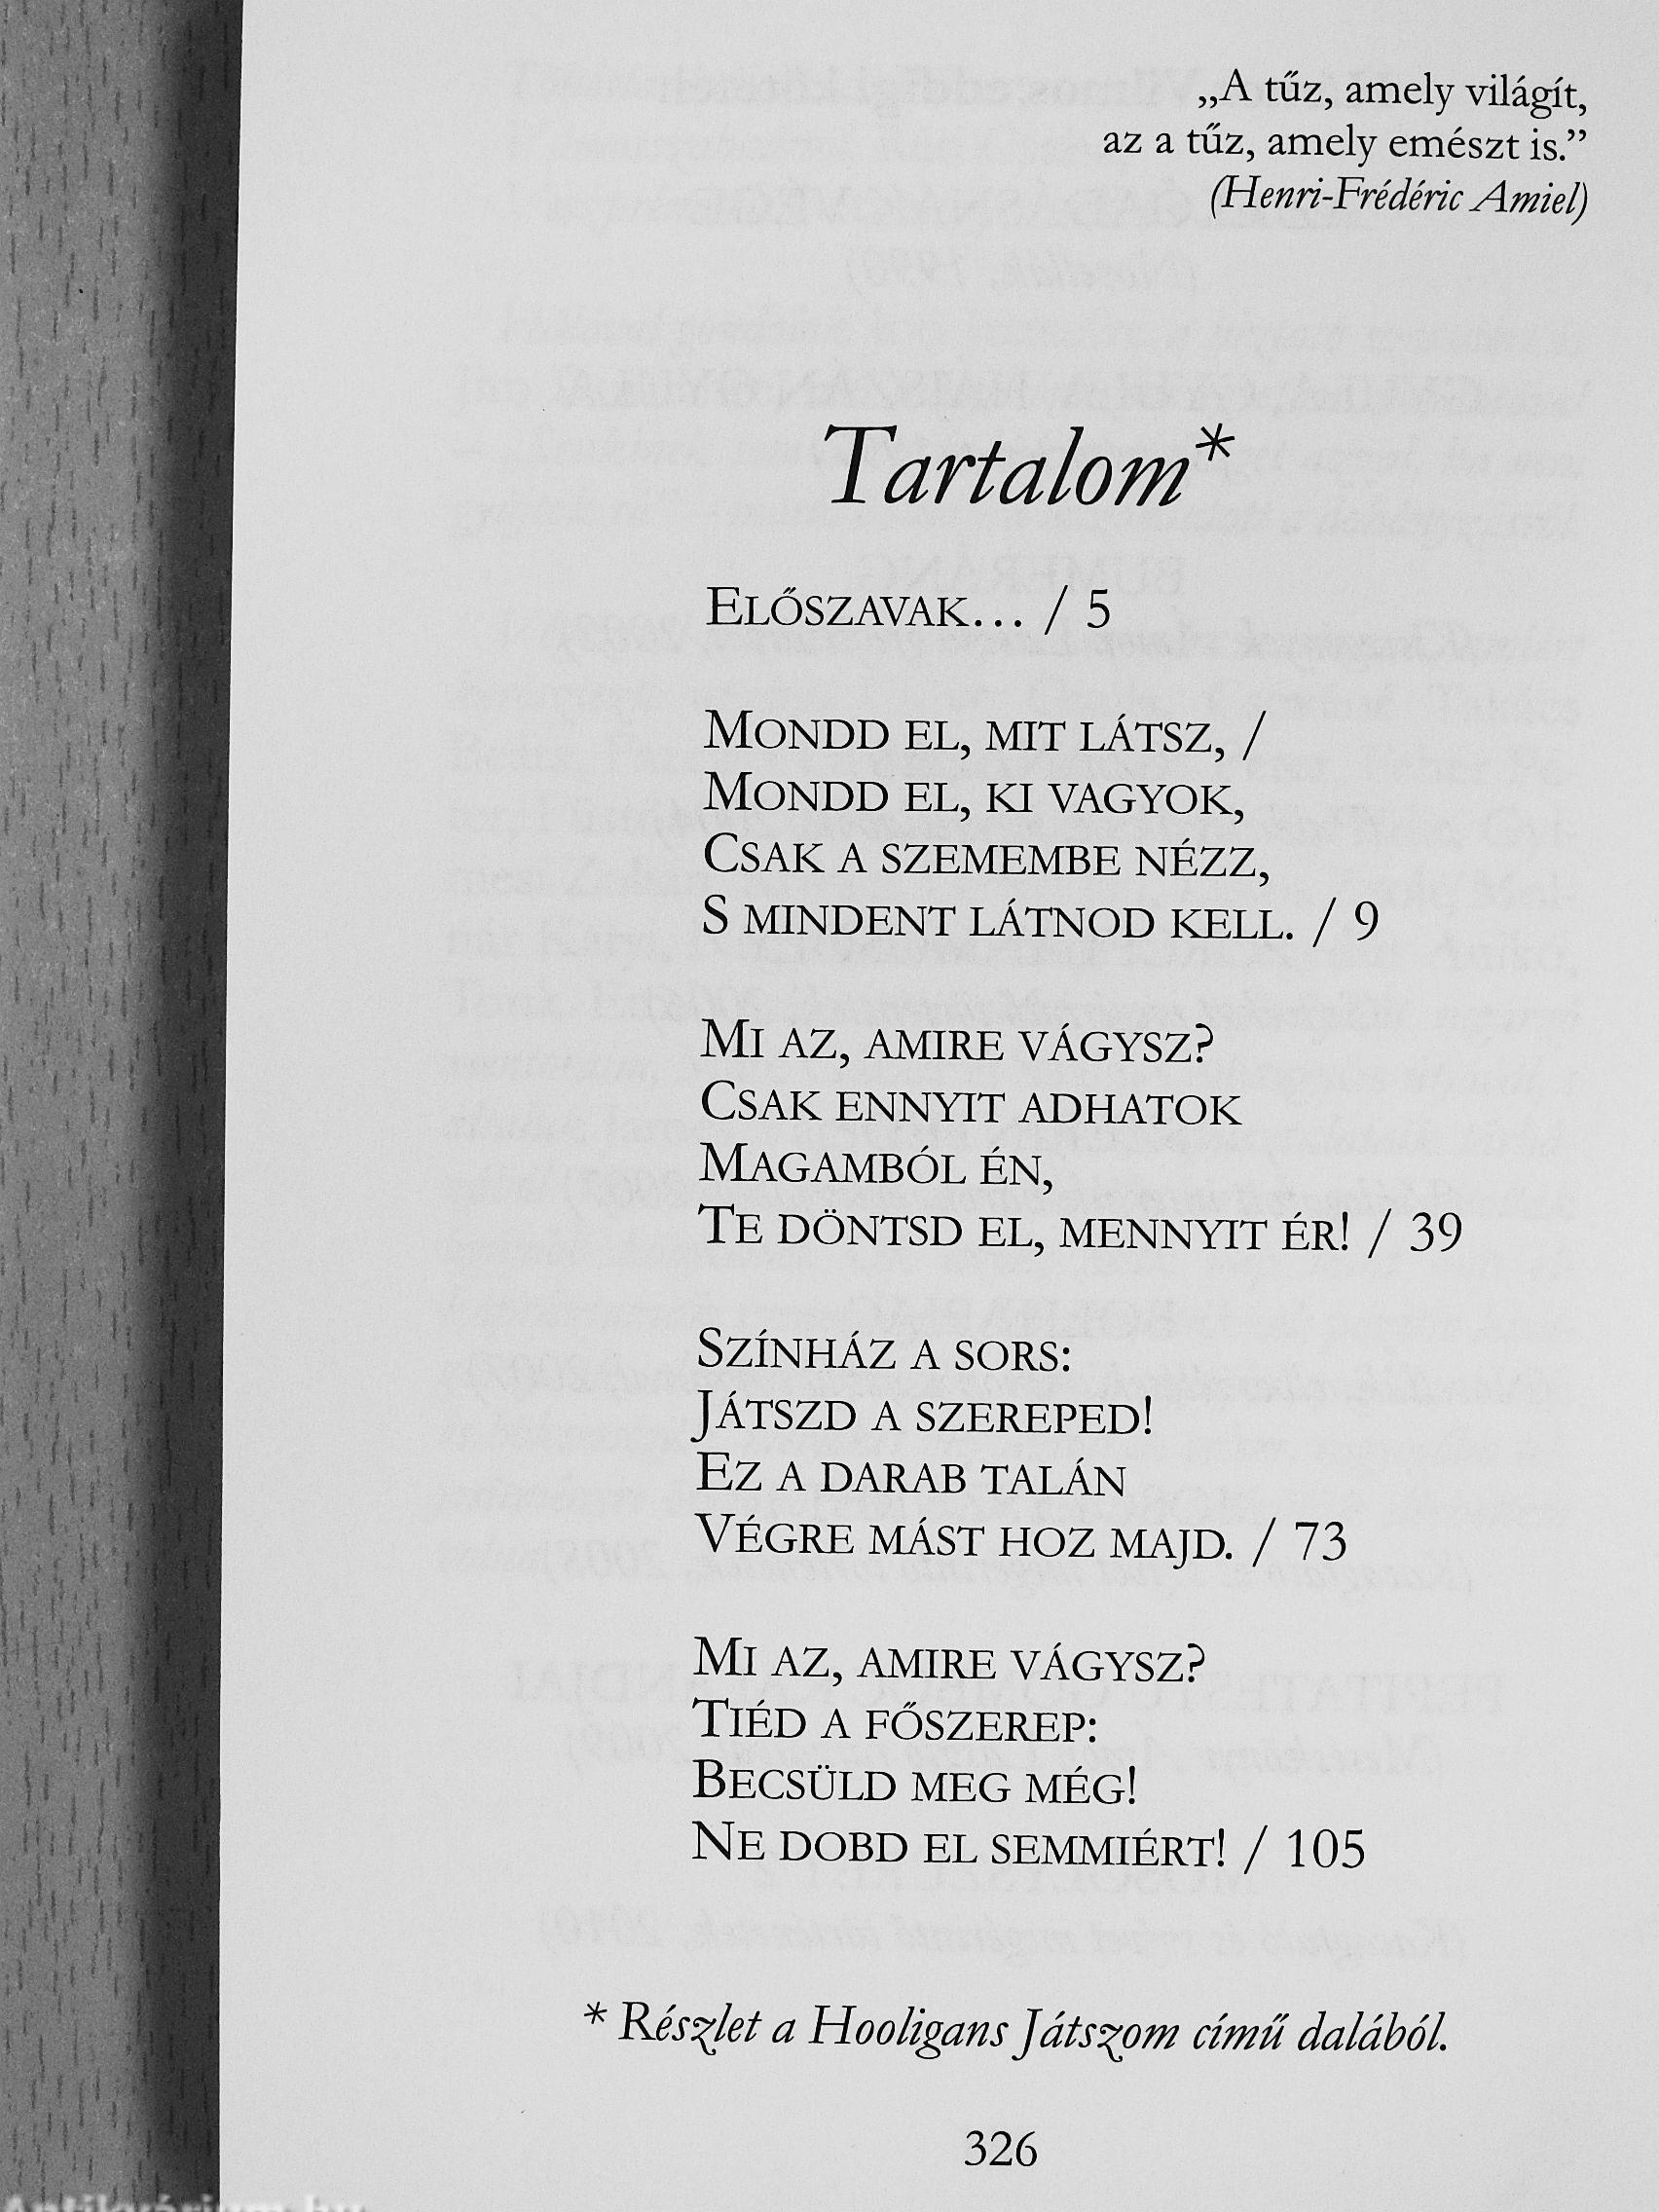 „A tűz, amely világít,
az a tűz, amely emészt is.”
(Henri-Frédéric Amiel)
Tartalom*
ELŐSZAVAK… / 5
MONDD EL, MIT LÁTSZ, /
MONDD EL, KI VAGYOK,
CSAK A SZEMEMBE NÉZZ,
S MINDENT LÁTNOD KELL. / 9
MI AZ, AMIRE VÁGYSZ?
CSAK ENNYIT ADHATOK
MAGAMBÓL ÉN,
TE DÖNTSD EL, MENNYIT ÉR! / 39
SZÍNHÁZ A SORS:
JÁTSZD A SZEREPED!
EZ A DARAB TALÁN
VÉGRE MÁST HOZ MAJD. / 73
MI AZ, AMIRE VÁGYSZ?
TIÉD A FŐSZEREP:
BECSÜLD MEG MÉG!
NE DOBD EL SEMMIÉRT! / 105
* Részlet a Hooligans Játszom című dalából.
326